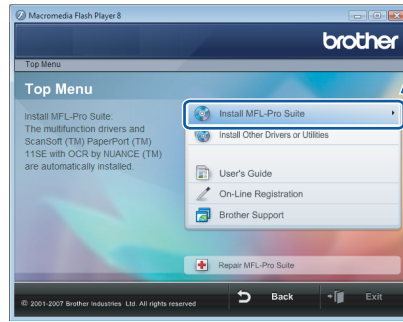 Macromedia Flash Player 8
brother
Top Menu
Top Menu
Install MFL-Pro Suite:
The multifunction drivers and
ScanSoft (TM) PaperPort (TM)
11SE with OCR by NUANCE (TM)
are automatically installed.
Install MFL-Pro Suite
Install Other Drivers or Utilities
User's Guide
On-Line Registration
Brother Support
Repair MFL-Pro Suite
© 2001-2007 Brother Industries Ltd. All rights reserved
Back
Exit